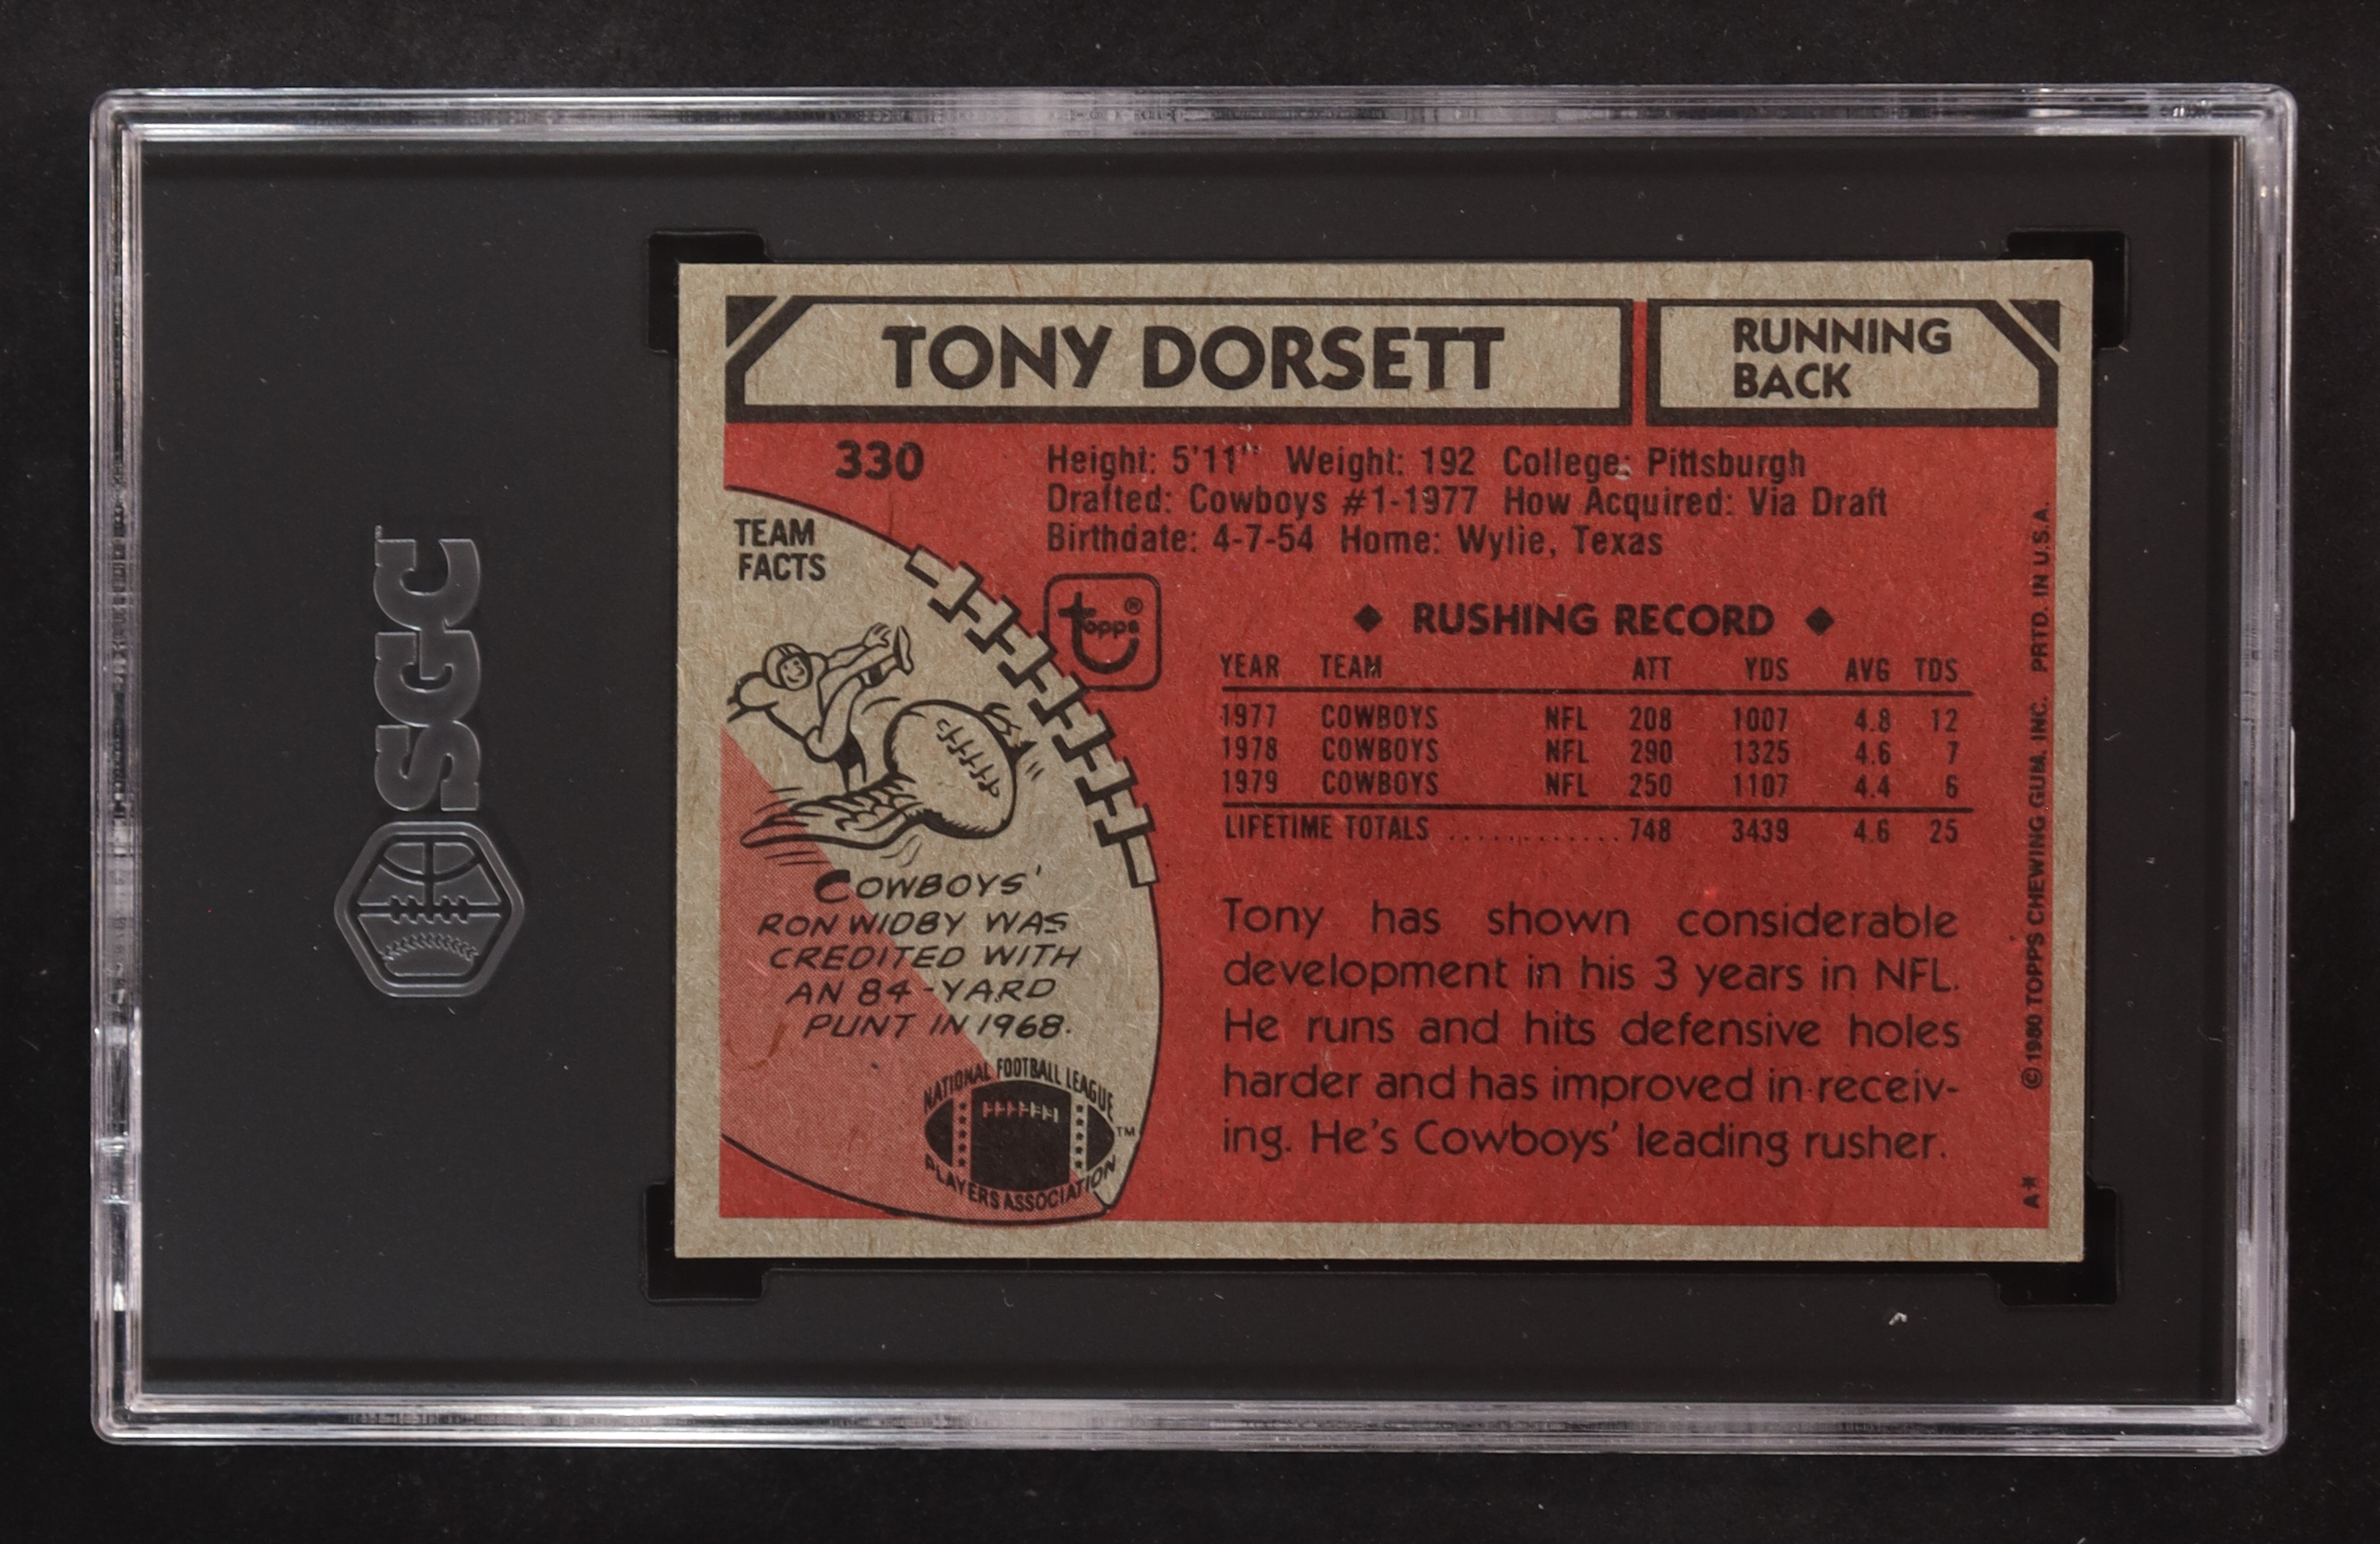 SGC
TONY DORSETT
RUNNING
BACK
330
Height: 5'11" Weight: 192 College: Pittsburgh
Drafted: Cowboys #1-1977 How Acquired: Via Draft
Birthdate: 4-7-54 Home: Wylie, Texas
TEAM
FACTS
topps ®
◆ RUSHING RECORD ◆
YEAR TEAM ATT YDS AVG TDS
1977 COWBOYS NFL 208 1007 4.8 12
1978 COWBOYS NFL 290 1325 4.6 7
1979 COWBOYS NFL 250 1107 4.4 6
LIFETIME TOTALS ............. 748 3439 4.6 25
COWBOYS'
RON WIDBY WAS
CREDITED WITH
AN 84-YARD
PUNT IN 1968.
NATIONAL FOOTBALL LEAGUE
PLAYERS ASSOCIATION
TM
Tony has shown considerable
development in his 3 years in NFL.
He runs and hits defensive holes
harder and has improved in receiv-
ing. He's Cowboys' leading rusher.
© 1980 TOPPS CHEWING GUM, INC. PRTD. IN U.S.A.
A*